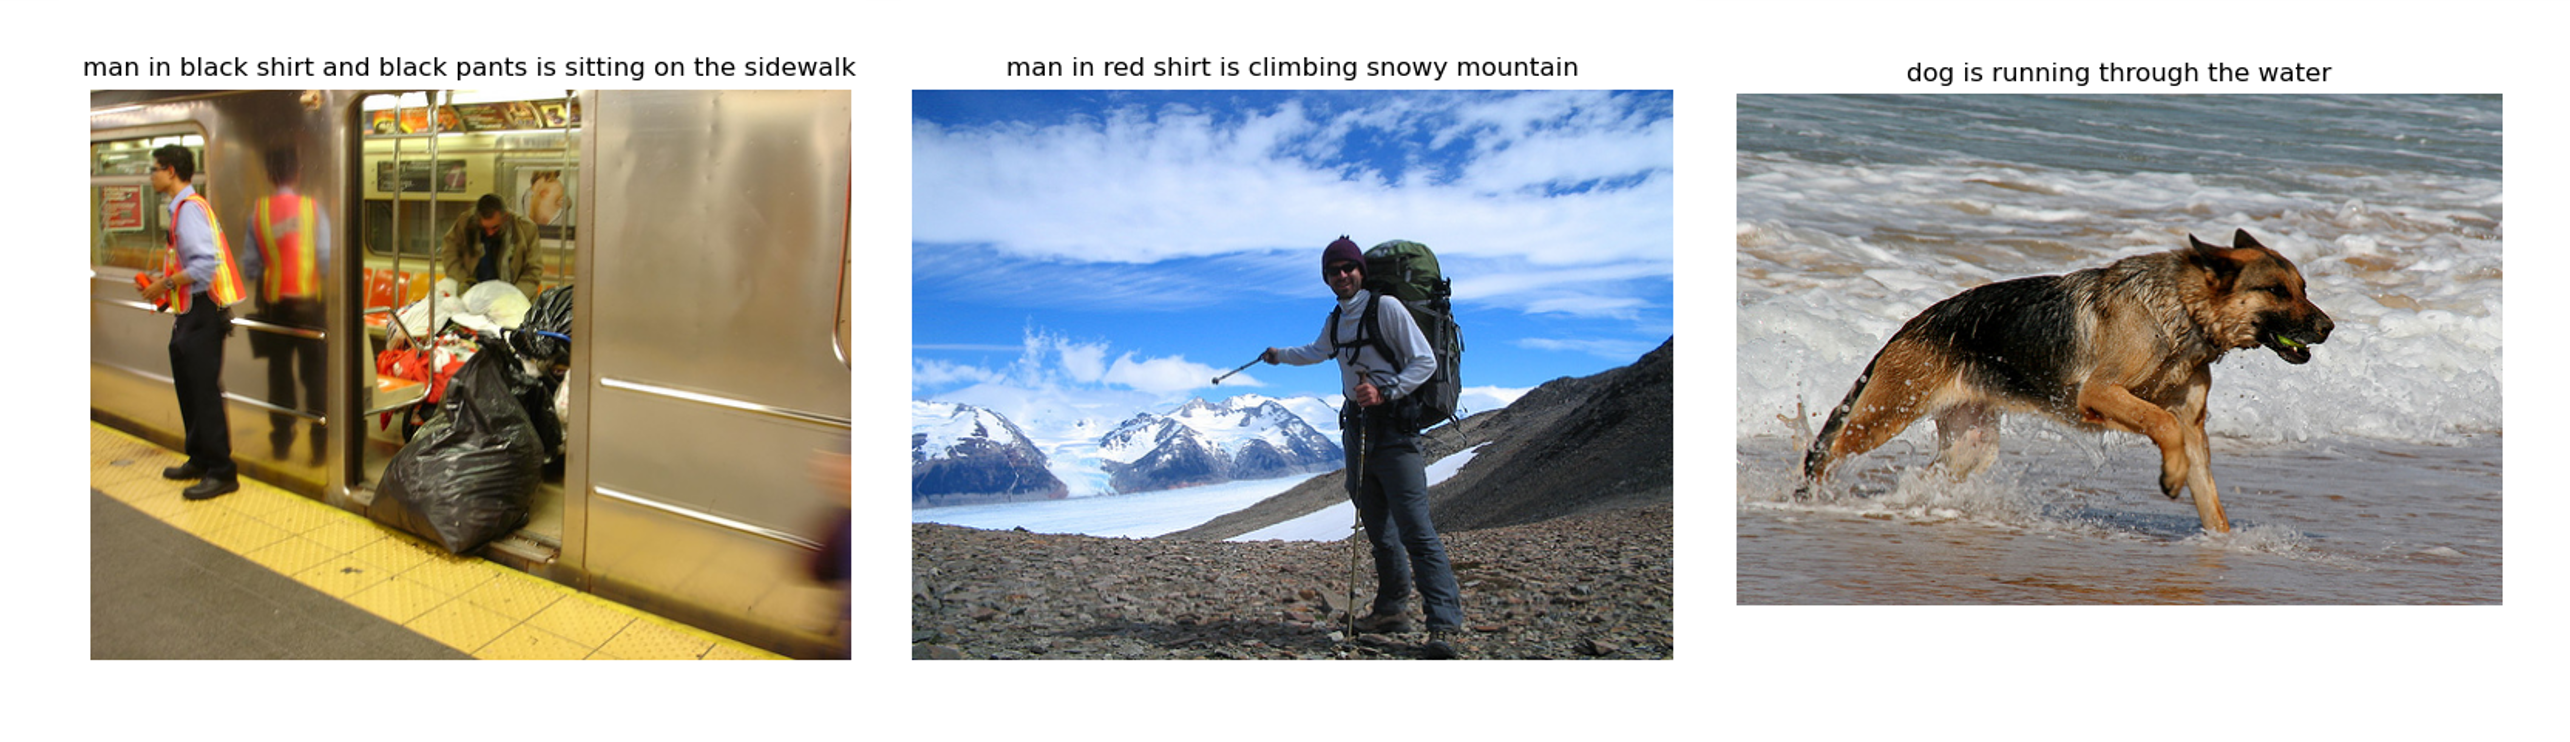 man in black shirt and black pants is sitting on the sidewalk
man in red shirt is climbing snowy mountain
dog is running through the water